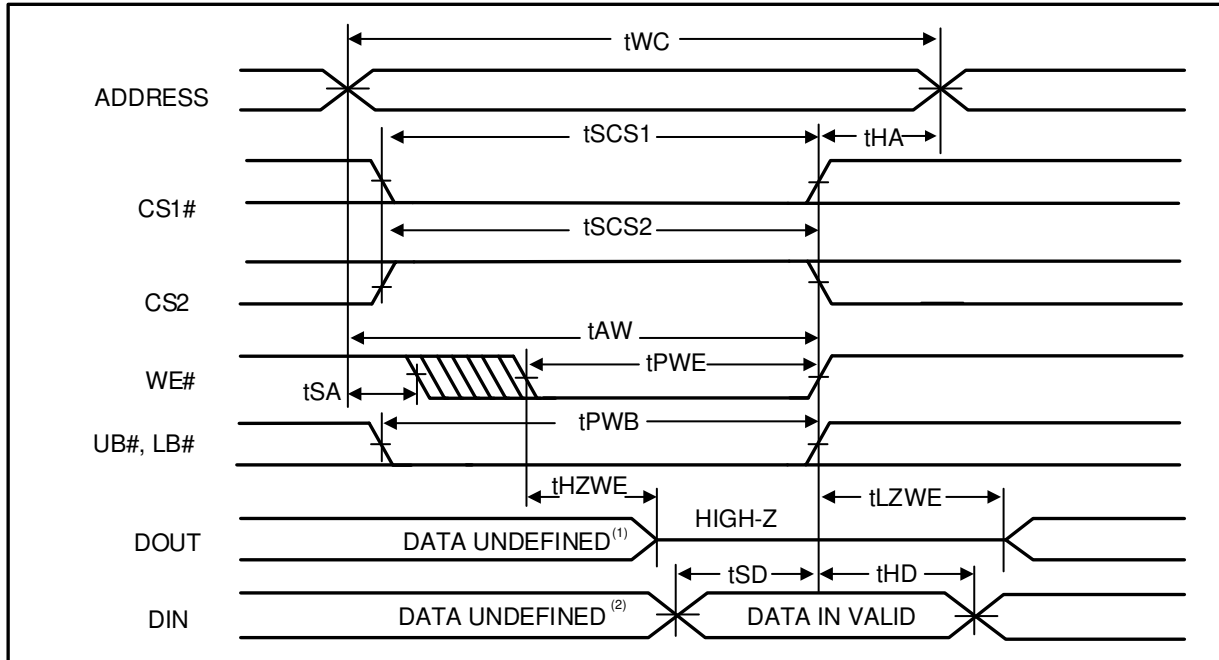 tWC
ADDRESS
tSCS1
tHA
CS1#
tSCS2
CS2
tAW
tPWE
WE#
tSA
tPWB
UB#, LB#
tHZWE
tLZWE
HIGH-Z
DOUT
DATA UNDEFINED(1)
tSD
tHD
DIN
DATA UNDEFINED(2)
DATA IN VALID